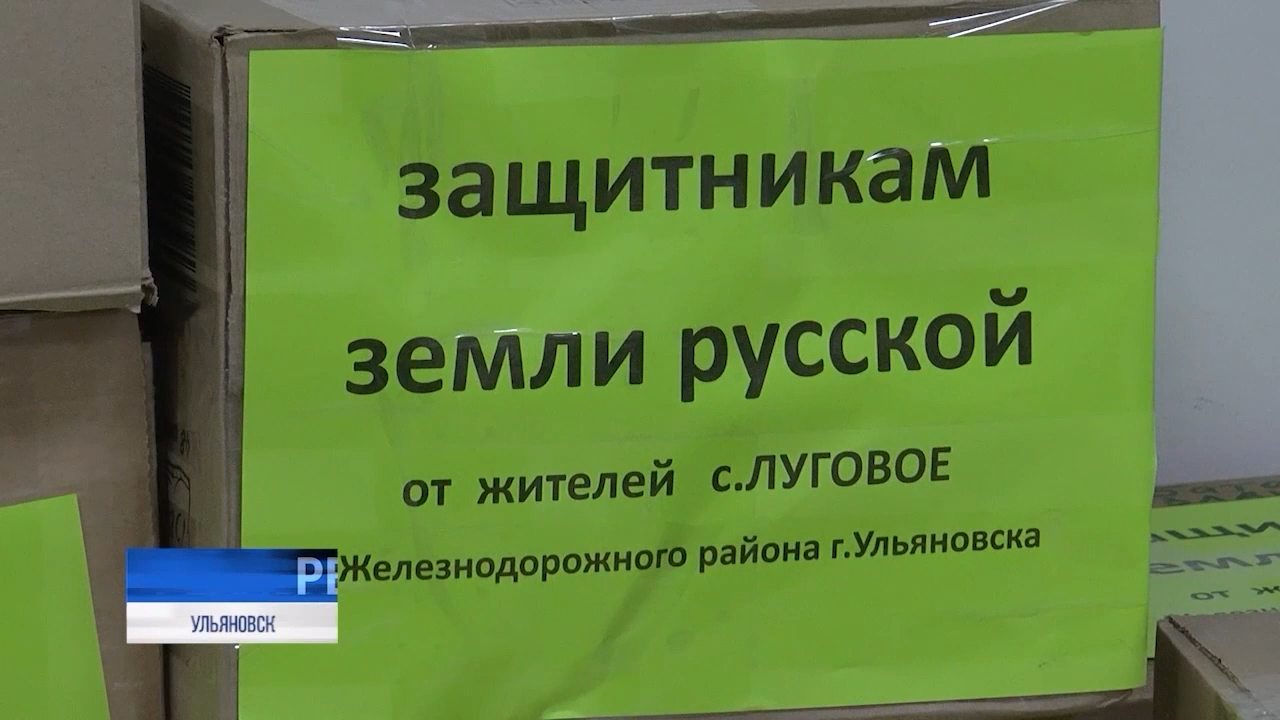 защитникам
земли русской
от жителей с.ЛУГОВОЕ
Железнодорожного района г.Ульяновска
УЛЬЯНОВСК